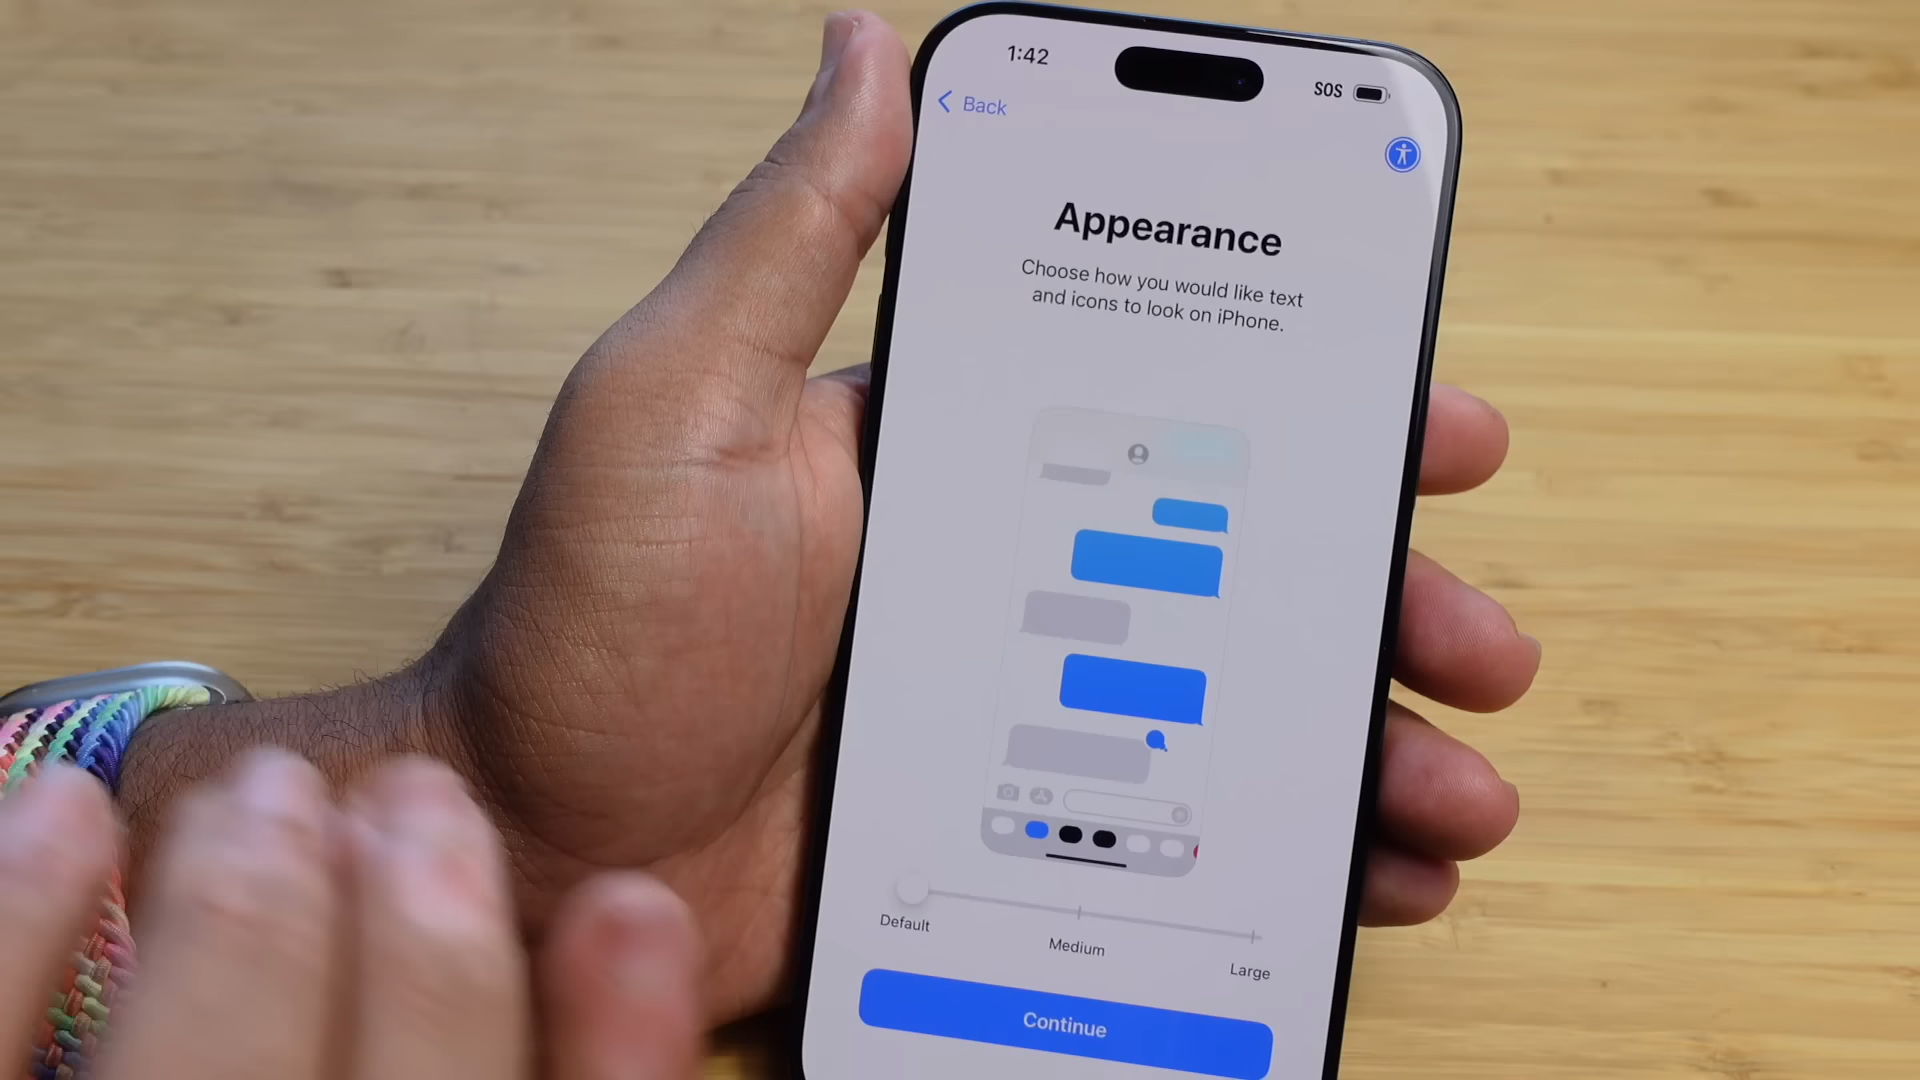 1:42
SOS
Back
Appearance
Choose how you would like text
and icons to look on iPhone.
Default
Medium
Large
Continue